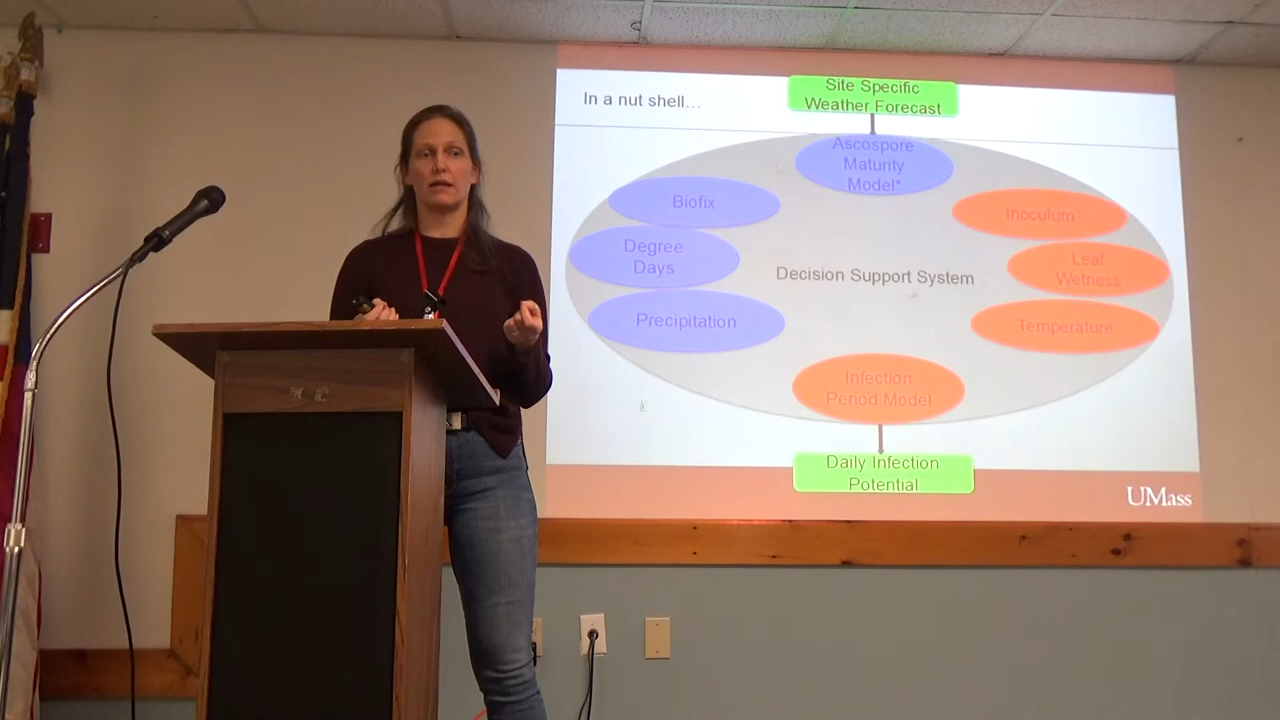 In a nut shell...
Site Specific
Weather Forecast
Ascospore
Maturity
Model*
Biofix
Degree
Days
Precipitation
Decision Support System
Inoculum
Leaf
Wetness
Temperature
Infection
Period Model
Daily Infection
Potential
UMass